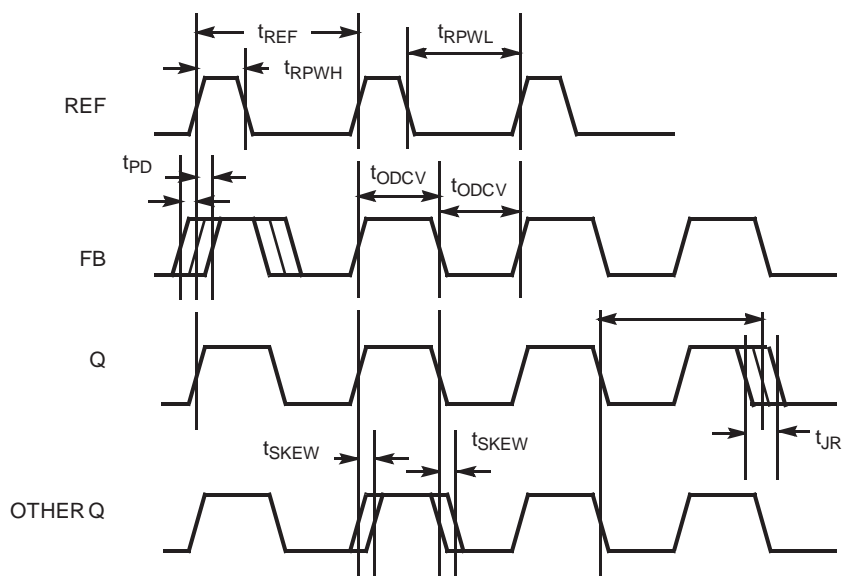 tREF
tRPWL
tRPWH
REF
tPD
tODCV
tODCV
FB
Q
tSKEW
tSKEW
tJR
OTHER Q